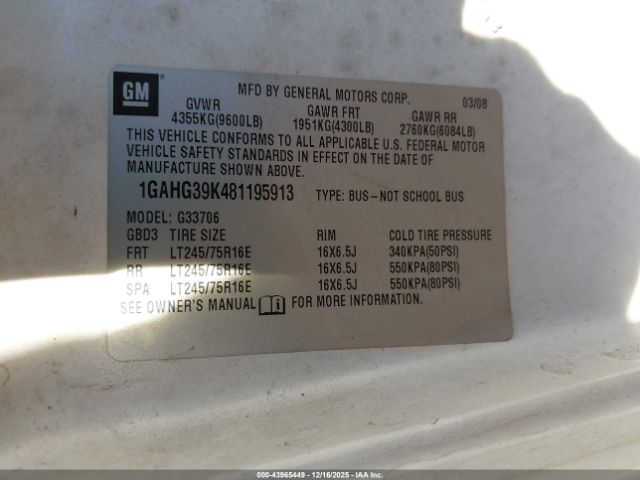 GM
MFD BY GENERAL MOTORS CORP. 03/08
GVWR GAWR FRT GAWR RR
4355KG(9600LB) 1951KG(4300LB) 2760KG(6084LB)
THIS VEHICLE CONFORMS TO ALL APPLICABLE U.S. FEDERAL MOTOR
VEHICLE SAFETY STANDARDS IN EFFECT ON THE DATE OF
MANUFACTURE SHOWN ABOVE.
1GAHG39K481195913 TYPE: BUS-NOT SCHOOL BUS
MODEL: G33706
GBD3 TIRE SIZE RIM COLD TIRE PRESSURE
FRT LT245/75R16E 16X6.5J 340KPA(50PSI)
RR LT245/75R16E 16X6.5J 550KPA(80PSI)
SPA LT245/75R16E 16X6.5J 550KPA(80PSI)
SEE OWNER'S MANUAL FOR MORE INFORMATION.
000-43965449 - 12/16/2025 - IAAI.com